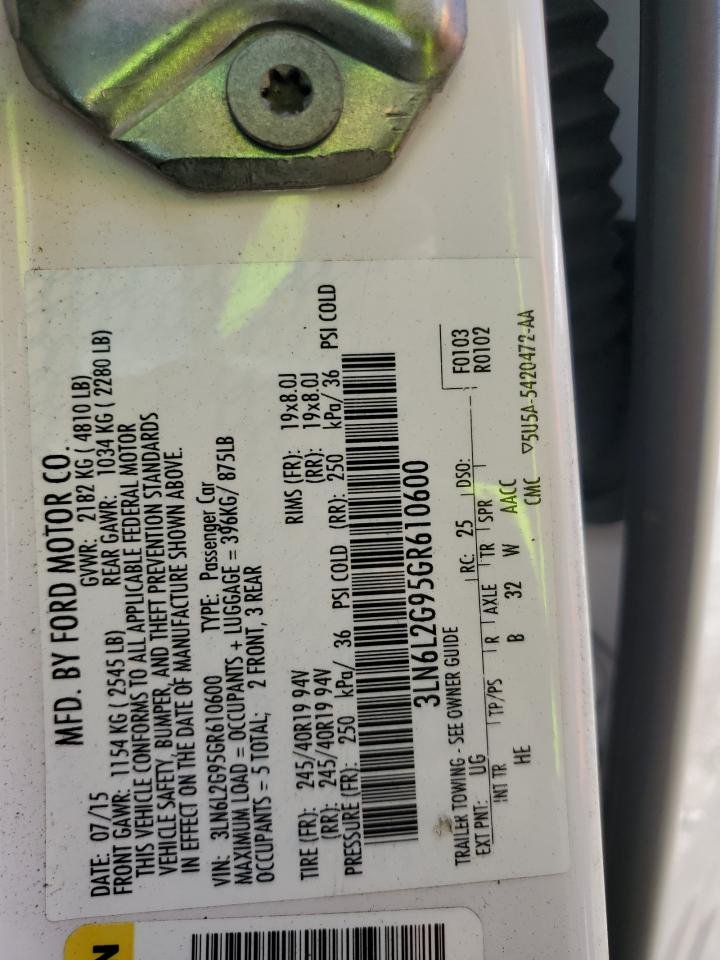 MFD. BY FORD MOTOR CO.
DATE: 07/15 GVWR: 2182 KG ( 4810 LB)
FRONT GAWR: 1154 KG ( 2545 LB) REAR GAWR: 1034 KG ( 2280 LB)
THIS VEHICLE CONFORMS TO ALL APPLICABLE FEDERAL MOTOR
VEHICLE SAFETY, BUMPER, AND THEFT PREVENTION STANDARDS
IN EFFECT ON THE DATE OF MANUFACTURE SHOWN ABOVE.
VIN: 3LN6L2G95GR610600 TYPE: Passenger Car
MAXIMUM LOAD = OCCUPANTS + LUGGAGE = 396KG/ 875LB
OCCUPANTS = 5 TOTAL; 2 FRONT, 3 REAR
TIRE (FR): 245/40R19 94V RIMS (FR): 19x8.0J
(RR): 245/40R19 94V (RR): 19x8.0J
PRESSURE (FR): 250 kPa/ 36 PSI COLD (RR): 250 kPa/ 36 PSI COLD
3LN6L2G95GR610600
TRAILER TOWING - SEE OWNER GUIDE
EXT PNT: UG RC: 25 DSO: F0103
R0102
INT TR TP/PS R AXLE TR SPR
HE B 32 W AACC
CMC
▽5U5A-5420472-AA
N